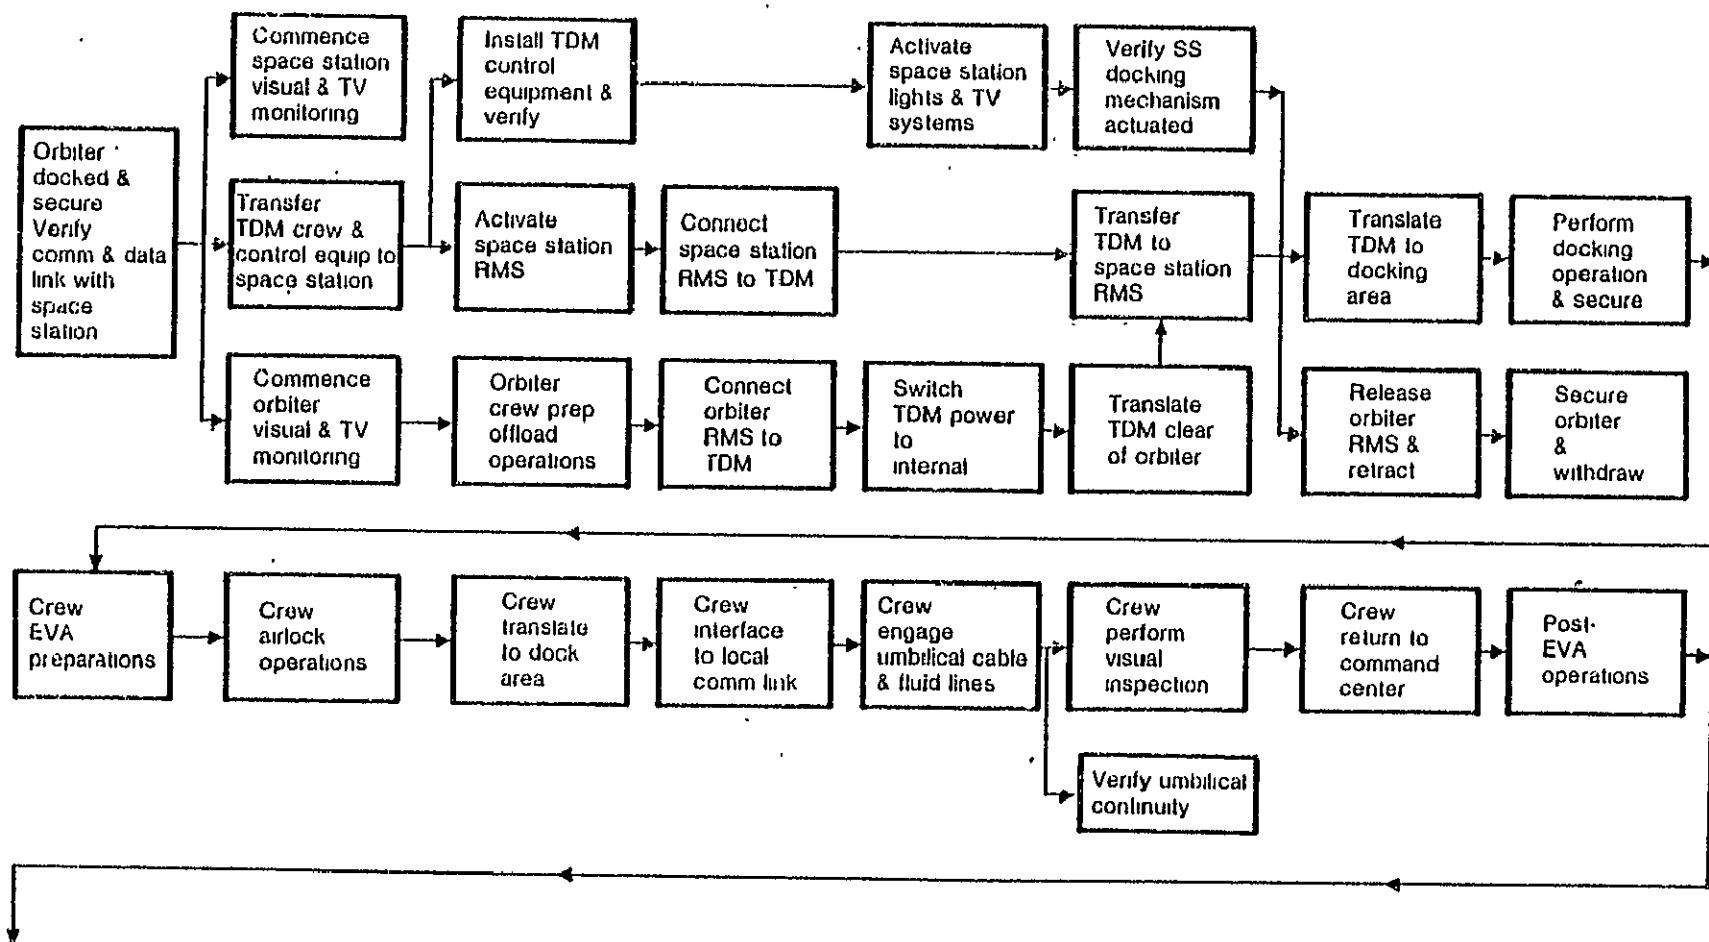 Commence
space station
visual & TV
monitoring
Install TDM
control
equipment &
verify
Activate
space station
lights & TV
systems
Verify SS
docking
mechanism
actuated
Orbiter
docked &
secure
Verify
comm & data
link with
space
station
Transfer
TDM crew &
control equip to
space station
Activate
space station
RMS
Connect
space station
RMS to TDM
Transfer
TDM to
space station
RMS
Translate
TDM to
docking
area
Perform
docking
operation
& secure
Commence
orbiter
visual & TV
monitoring
Orbiter
crew prep
offload
operations
Connect
orbiter
RMS to
TDM
Switch
TDM power
to
internal
Translate
TDM clear
of orbiter
Release
orbiter
RMS &
retract
Secure
orbiter
&
withdraw
Crew
EVA
preparations
Crew
airlock
operations
Crew
translate
to dock
area
Crew
interface
to local
comm link
Crew
engage
umbilical cable
& fluid lines
Crew
perform
visual
inspection
Crew
return to
command
center
Post-
EVA
operations
Verify umbilical
continuity